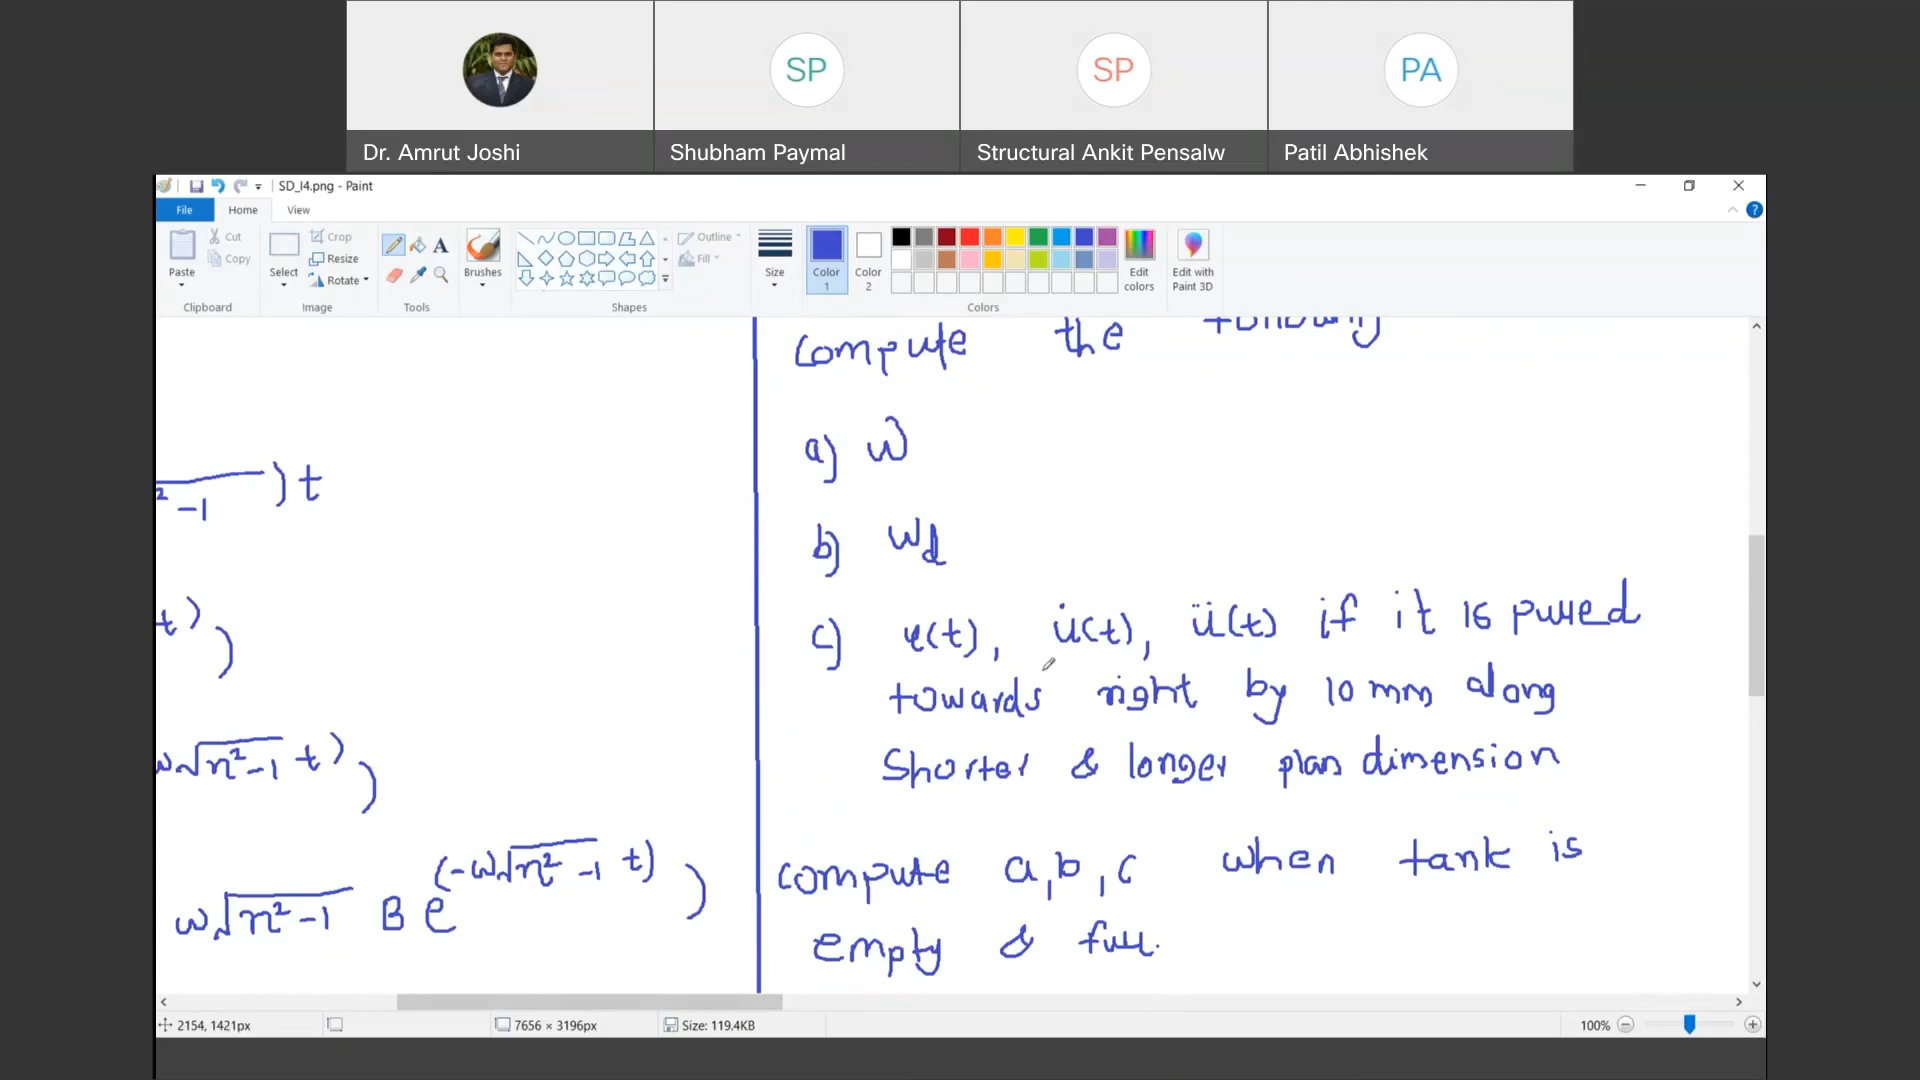 SP
SP
PA
Dr. Amrut Joshi
Shubham Paymal
Structural Ankit Pensalw
Patil Abhishek
SD_l4.png - Paint
File
Home
View
Paste
Cut
Copy
Clipboard
Select
Crop
Resize
Rotate
Image
A
Tools
Brushes
Shapes
Outline
Fill
Size
Color 1
Color 2
Colors
Edit colors
Edit with Paint 3D
compute the following
a) ω
b) ωd
c) u(t), u̇(t), ü(t) if it is pulled
towards right by 10 mm along
shorter & longer plan dimension
compute a,b,c when tank is
empty & full.
² -1 ) t
t) )
ω√n²-1 t) )
ω√n²-1 B e^(-ω√n²-1 t) )
2154, 1421px
7656 × 3196px
Size: 119.4KB
100%